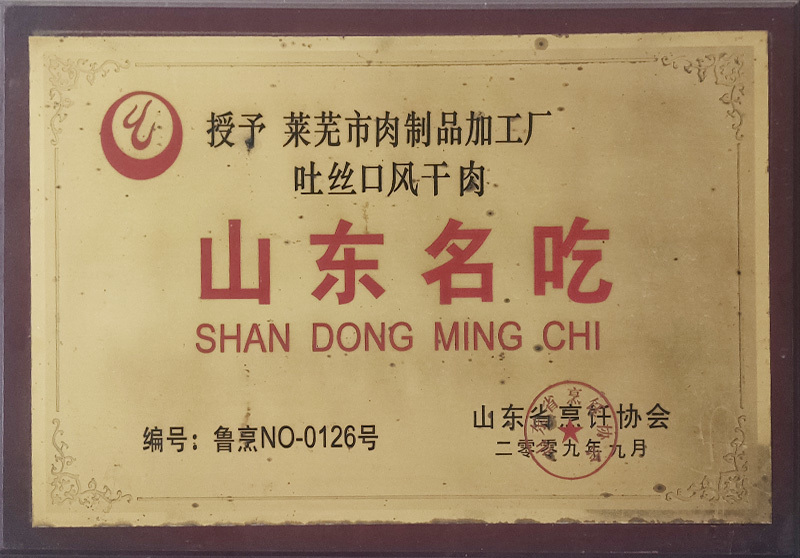 授予 莱芜市肉制品加工厂
吐丝口风干肉
山东名吃
SHAN DONG MING CHI
编号：鲁烹NO-0126号
山东省烹饪协会
二零零九年九月